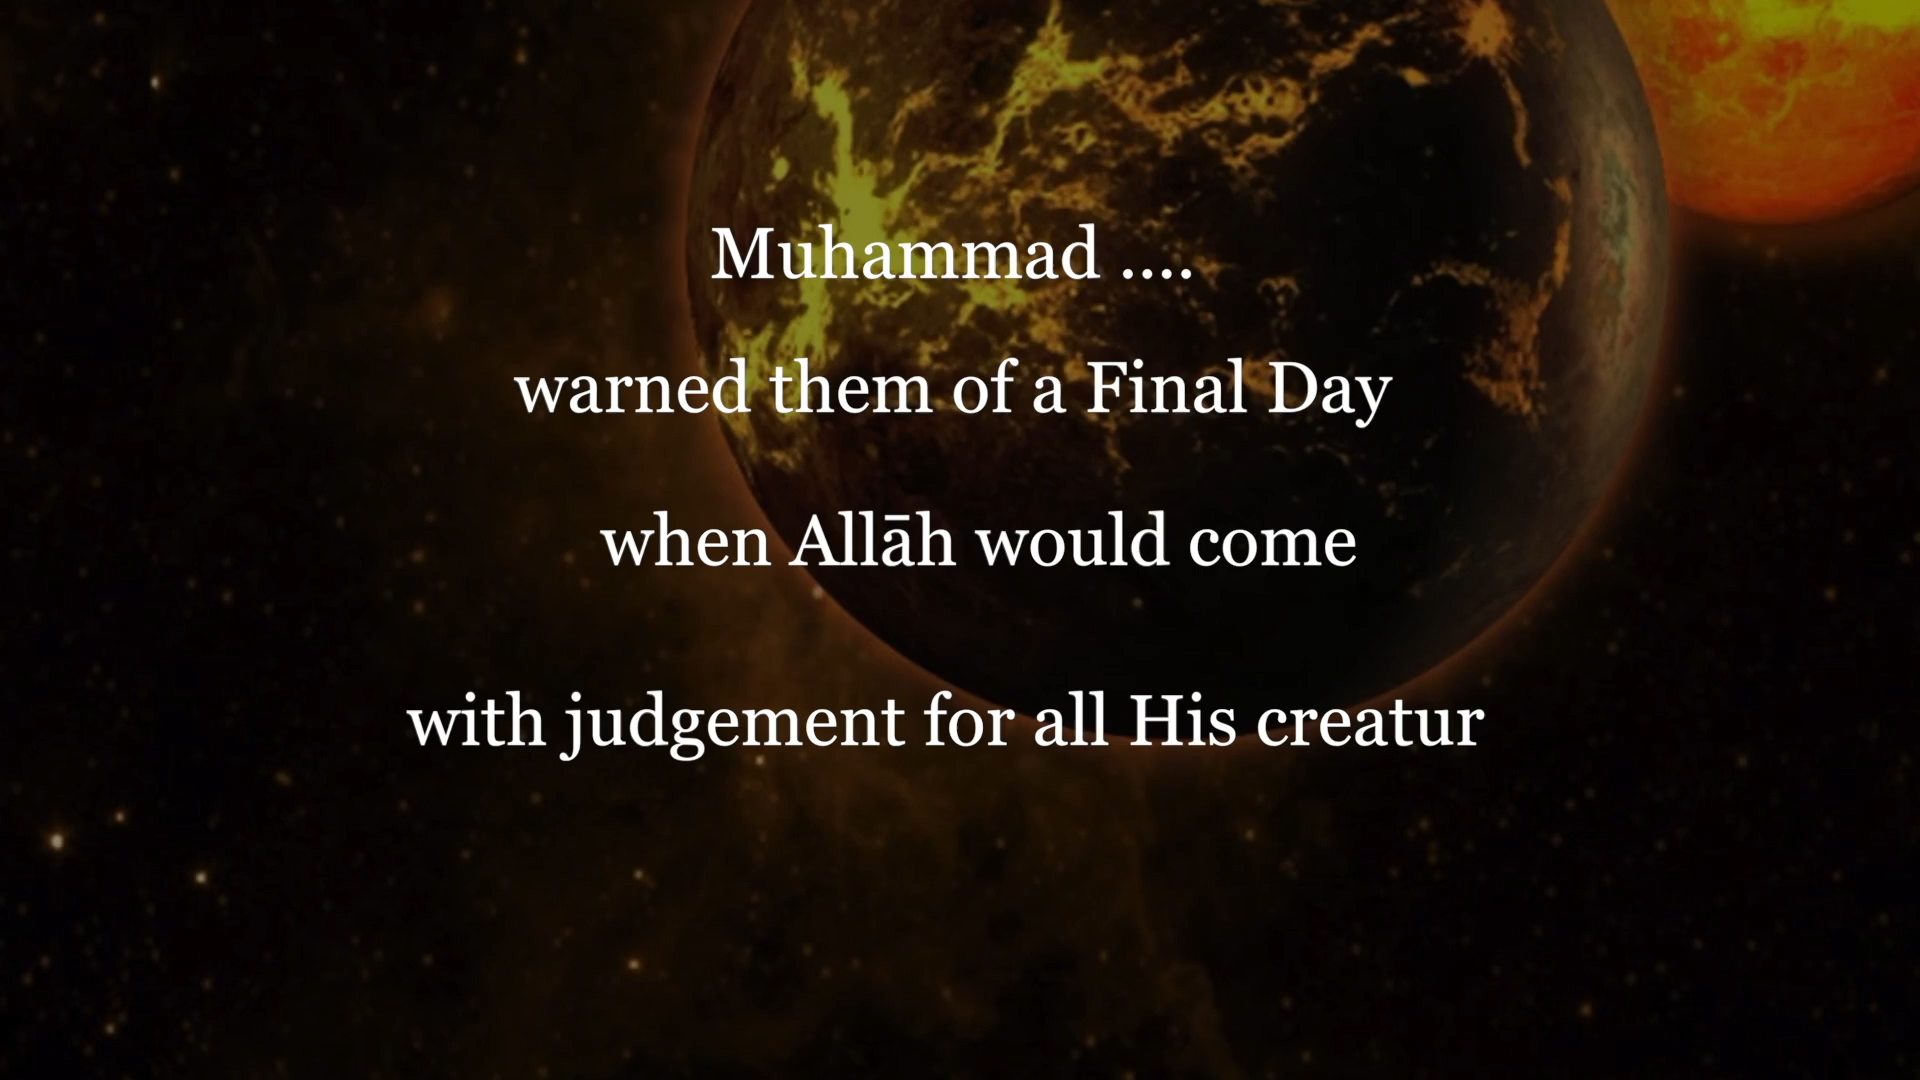 Muhammad ....
warned them of a Final Day
when Allāh would come
with judgement for all His creatur